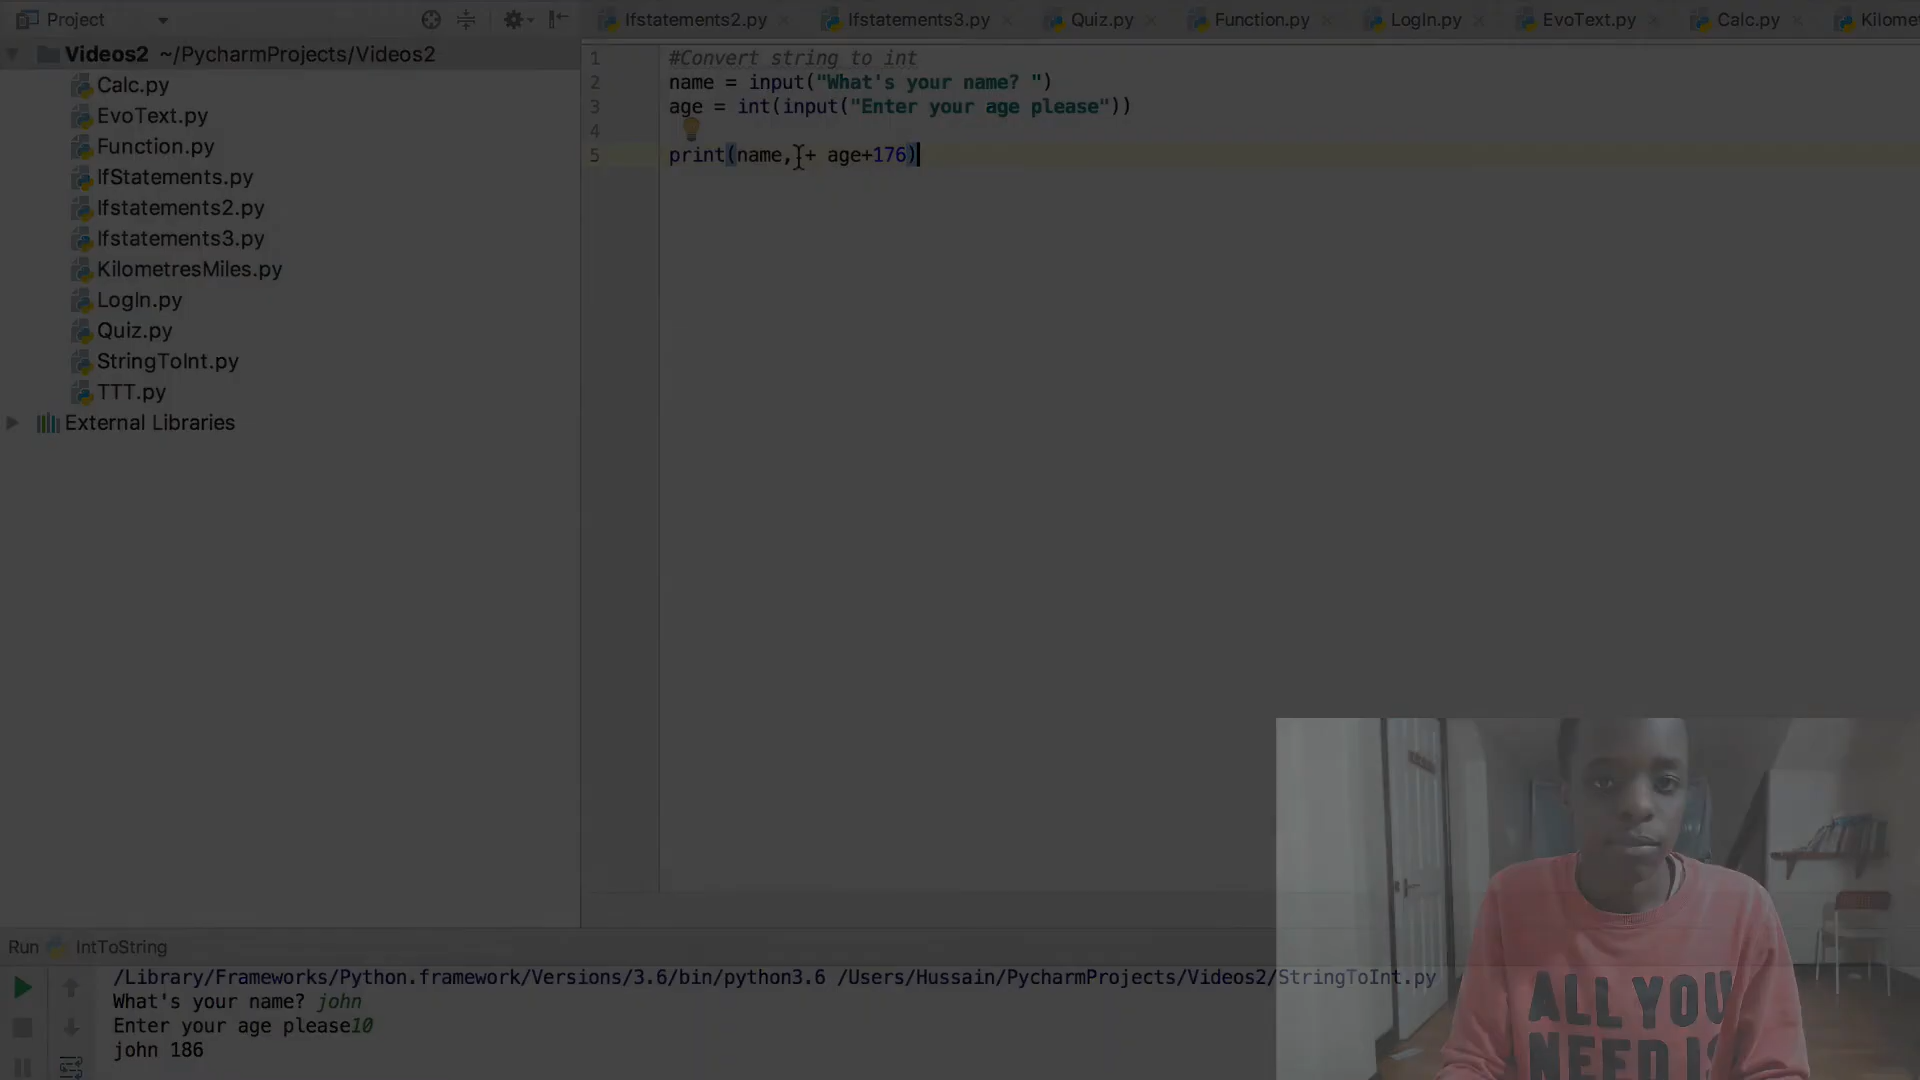 Project
Ifstatements2.py
Ifstatements3.py
Quiz.py
Function.py
LogIn.py
EvoText.py
Calc.py
Kilomet
Videos2 ~/PycharmProjects/Videos2
Calc.py
EvoText.py
Function.py
IfStatements.py
Ifstatements2.py
Ifstatements3.py
KilometresMiles.py
LogIn.py
Quiz.py
StringToInt.py
TTT.py
External Libraries
1 #Convert string to int
2 name = input("What's your name? ")
3 age = int(input("Enter your age please"))
4
5 print(name, + age+176)
Run IntToString
/Library/Frameworks/Python.framework/Versions/3.6/bin/python3.6 /Users/Hussain/PycharmProjects/Videos2/StringToInt.py
What's your name? john
Enter your age please10
john 186
ALL YOU
NEED IS